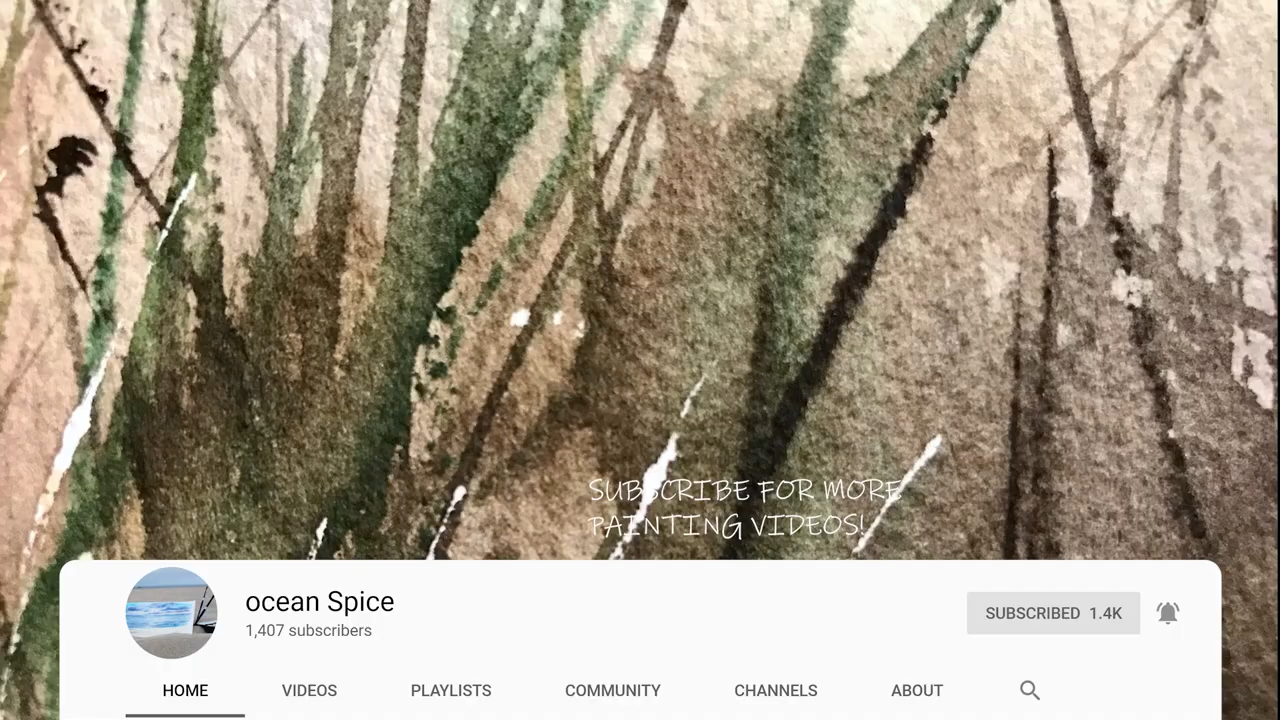 SUBSCRIBE FOR MORE
PAINTING VIDEOS!
ocean Spice
1,407 subscribers
SUBSCRIBED 1.4K
HOME VIDEOS PLAYLISTS COMMUNITY CHANNELS ABOUT